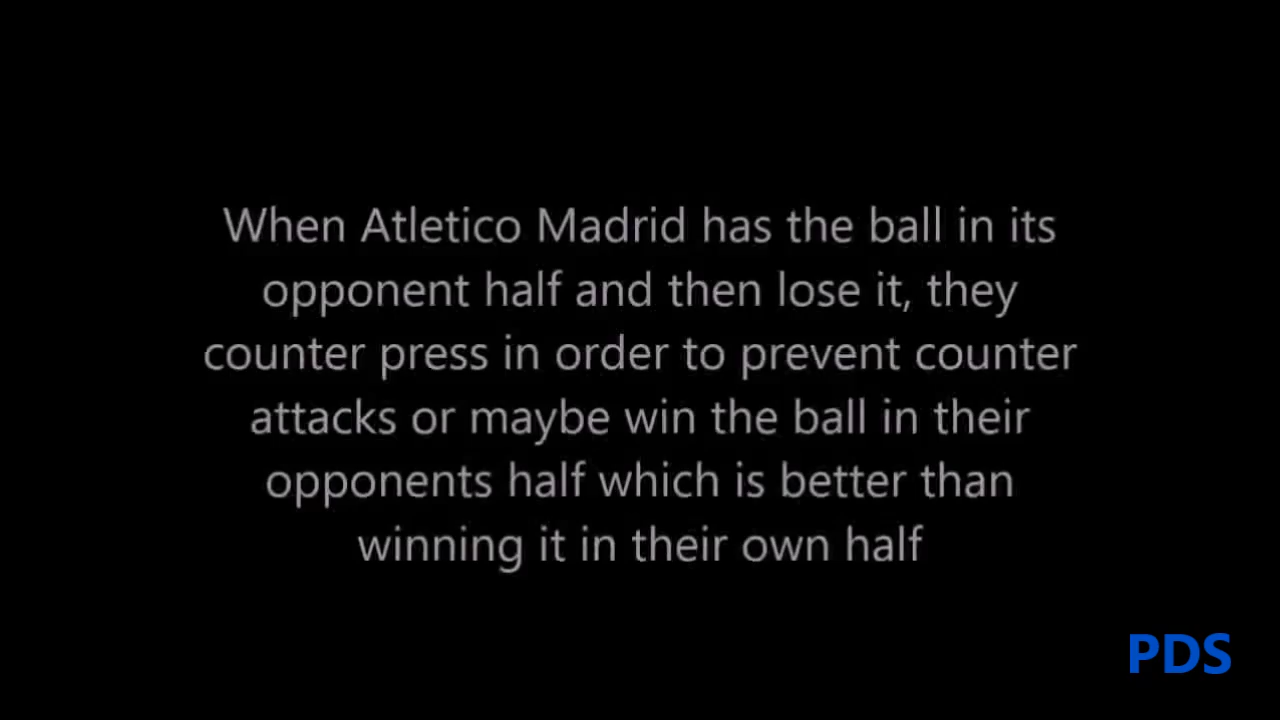 When Atletico Madrid has the ball in its
opponent half and then lose it, they
counter press in order to prevent counter
attacks or maybe win the ball in their
opponents half which is better than
winning it in their own half
PDS